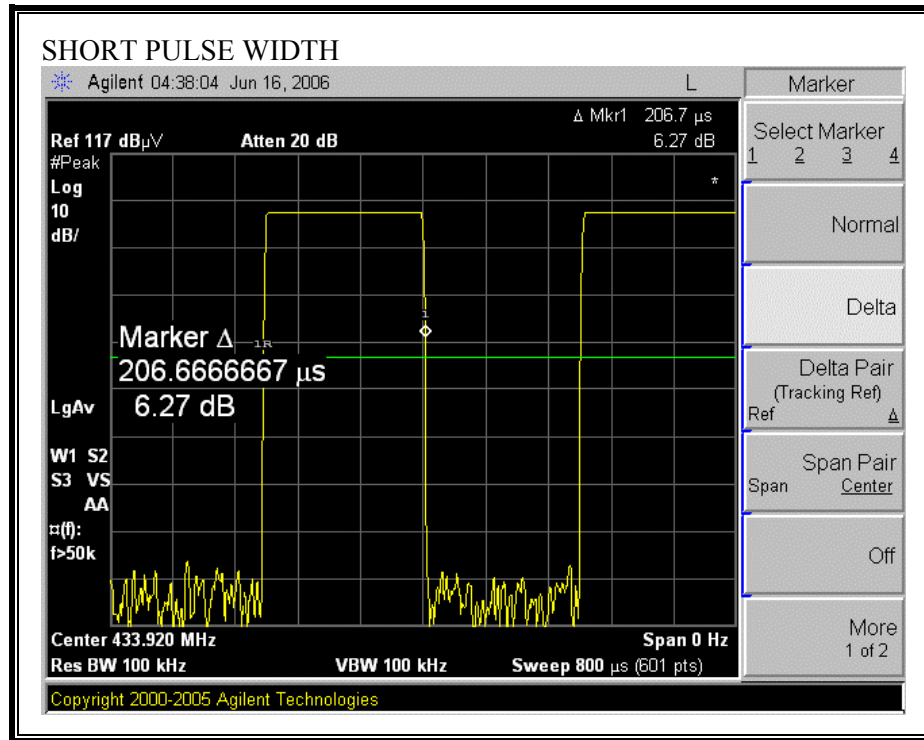 SHORT PULSE WIDTH
Agilent 04:38:04 Jun 16, 2006 L
Δ Mkr1 206.7 μs
Ref 117 dBμV Atten 20 dB 6.27 dB
#Peak
Log
10
dB/
*
1
1R
Marker Δ
206.6666667 μs
6.27 dB
LgAv
W1 S2
S3 VS
AA
¤(f):
f>50k
Center 433.920 MHz Span 0 Hz
Res BW 100 kHz VBW 100 kHz Sweep 800 μs (601 pts)
Copyright 2000-2005 Agilent Technologies
Marker
Select Marker
1 2 3 4
Normal
Delta
Delta Pair
(Tracking Ref)
Ref Δ
Span Pair
Span Center
Off
More
1 of 2